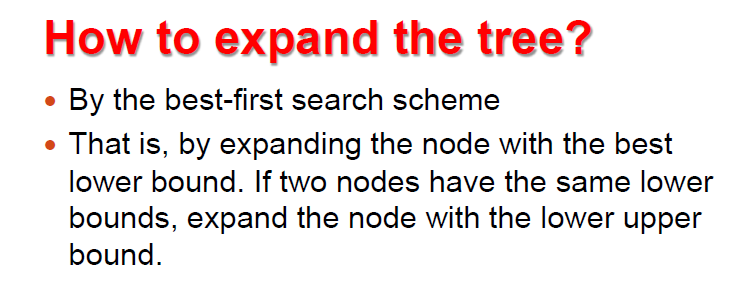 How to expand the tree?
• By the best-first search scheme
• That is, by expanding the node with the best
lower bound. If two nodes have the same lower
bounds, expand the node with the lower upper
bound.